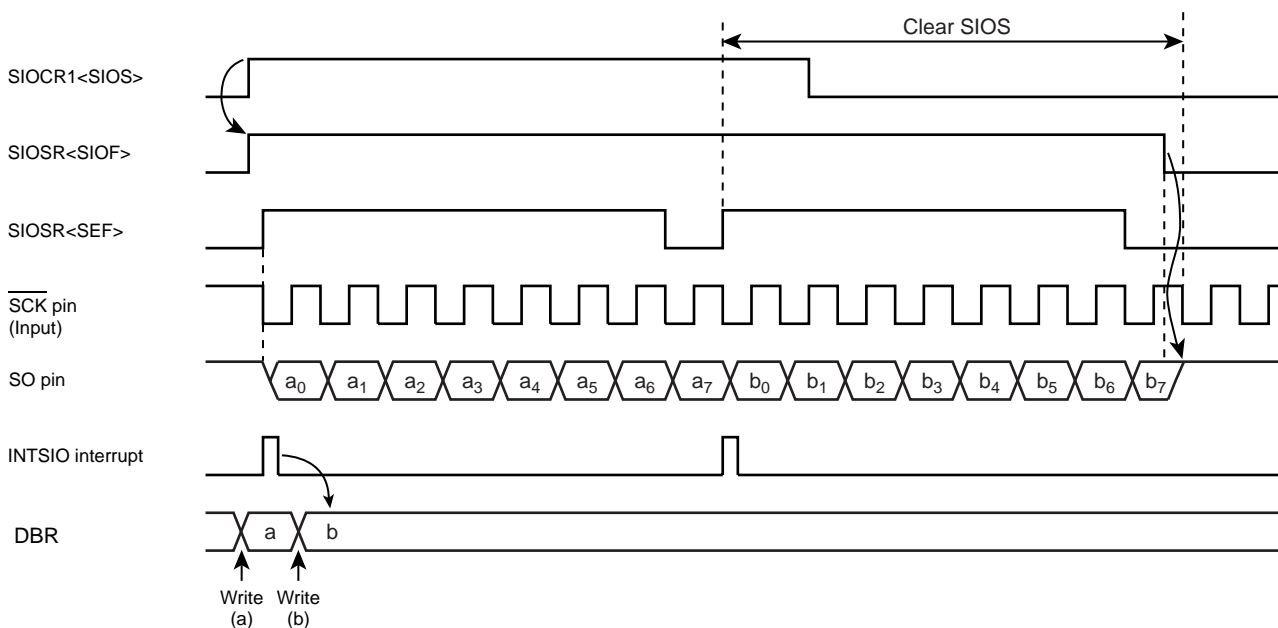 Clear SIOS
SIOCR1<SIOS>
SIOSR<SIOF>
SIOSR<SEF>
SCK pin
(Input)
SO pin
a0 a1 a2 a3 a4 a5 a6 a7 b0 b1 b2 b3 b4 b5 b6 b7
INTSIO interrupt
DBR
a b
Write
(a)
Write
(b)